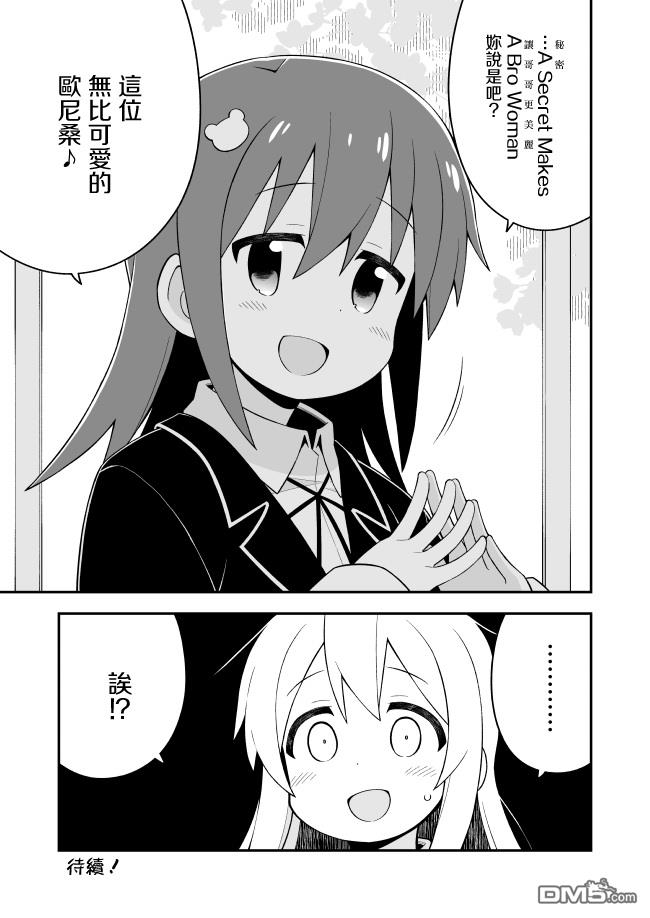 …A Secret Makes
秘密
A Bro Woman
讓哥哥更美麗
妳說是吧？
這位
無比可愛的
歐尼桑♪
…………
誒!?
待續！
DM5.com